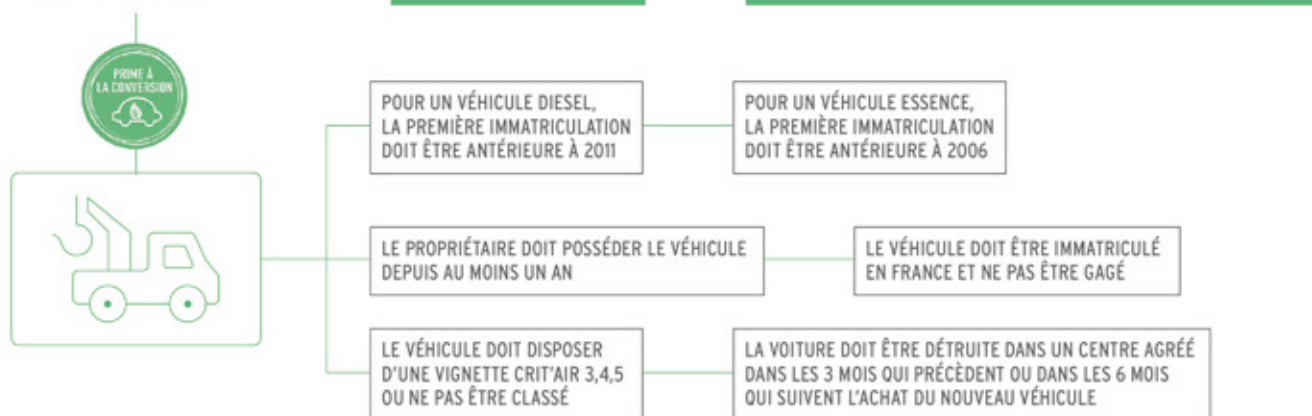 PRIME À
LA CONVERSION
POUR UN VÉHICULE DIESEL,
LA PREMIÈRE IMMATRICULATION
DOIT ÊTRE ANTÉRIEURE À 2011
POUR UN VÉHICULE ESSENCE,
LA PREMIÈRE IMMATRICULATION
DOIT ÊTRE ANTÉRIEURE À 2006
LE PROPRIÉTAIRE DOIT POSSÉDER LE VÉHICULE
DEPUIS AU MOINS UN AN
LE VÉHICULE DOIT ÊTRE IMMATRICULÉ
EN FRANCE ET NE PAS ÊTRE GAGÉ
LE VÉHICULE DOIT DISPOSER
D'UNE VIGNETTE CRIT'AIR 3,4,5
OU NE PAS ÊTRE CLASSÉ
LA VOITURE DOIT ÊTRE DÉTRUITE DANS UN CENTRE AGRÉÉ
DANS LES 3 MOIS QUI PRÉCÈDENT OU DANS LES 6 MOIS
QUI SUIVENT L'ACHAT DU NOUVEAU VÉHICULE